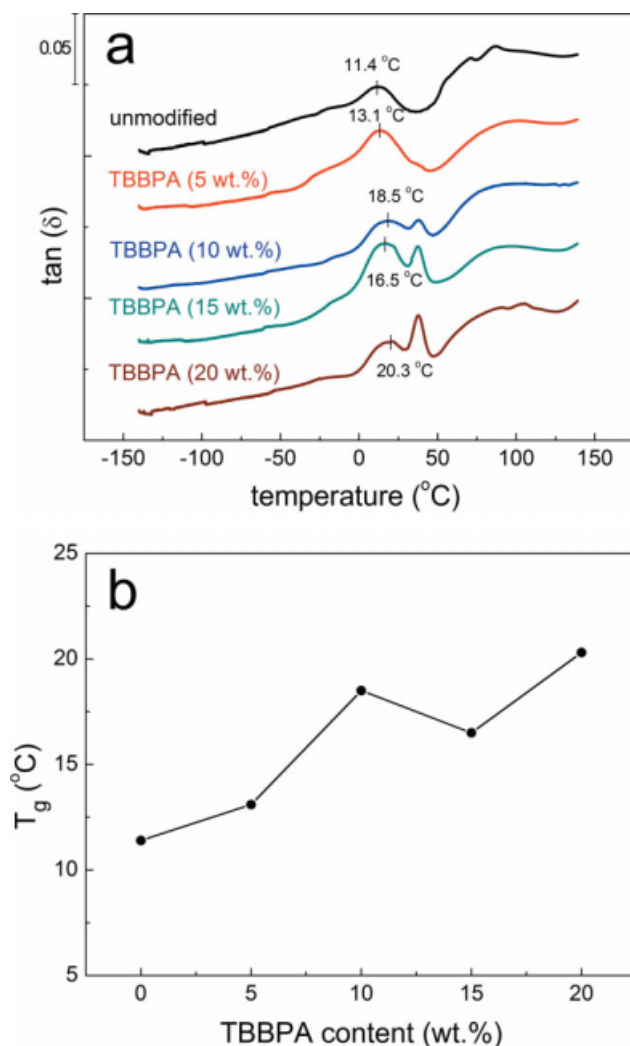 a
0.05
11.4 °C
unmodified
13.1 °C
TBBPA (5 wt.%)
18.5 °C
TBBPA (10 wt.%)
TBBPA (15 wt.%)
16.5 °C
TBBPA (20 wt.%)
20.3 °C
tan (δ)
-150 -100 -50 0 50 100 150
temperature (°C)
b
25
20
15
10
5
Tg (°C)
0 5 10 15 20
TBBPA content (wt.%)